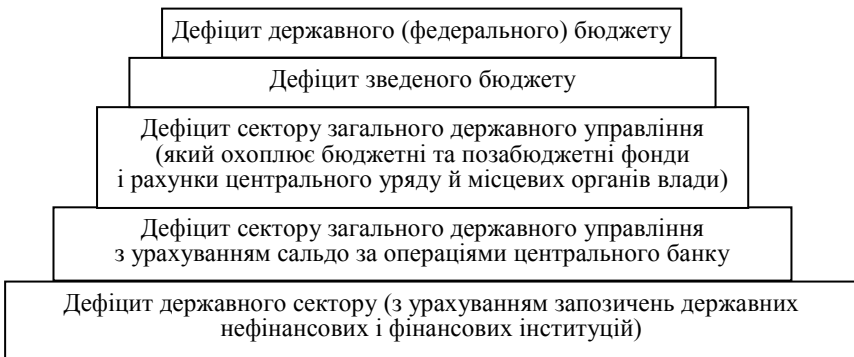 Дефіцит державного (федерального) бюджету
Дефіцит зведеного бюджету
Дефіцит сектору загального державного управління
(який охоплює бюджетні та позабюджетні фонди
і рахунки центрального уряду й місцевих органів влади)
Дефіцит сектору загального державного управління
з урахуванням сальдо за операціями центрального банку
Дефіцит державного сектору (з урахуванням запозичень державних
нефінансових і фінансових інституцій)